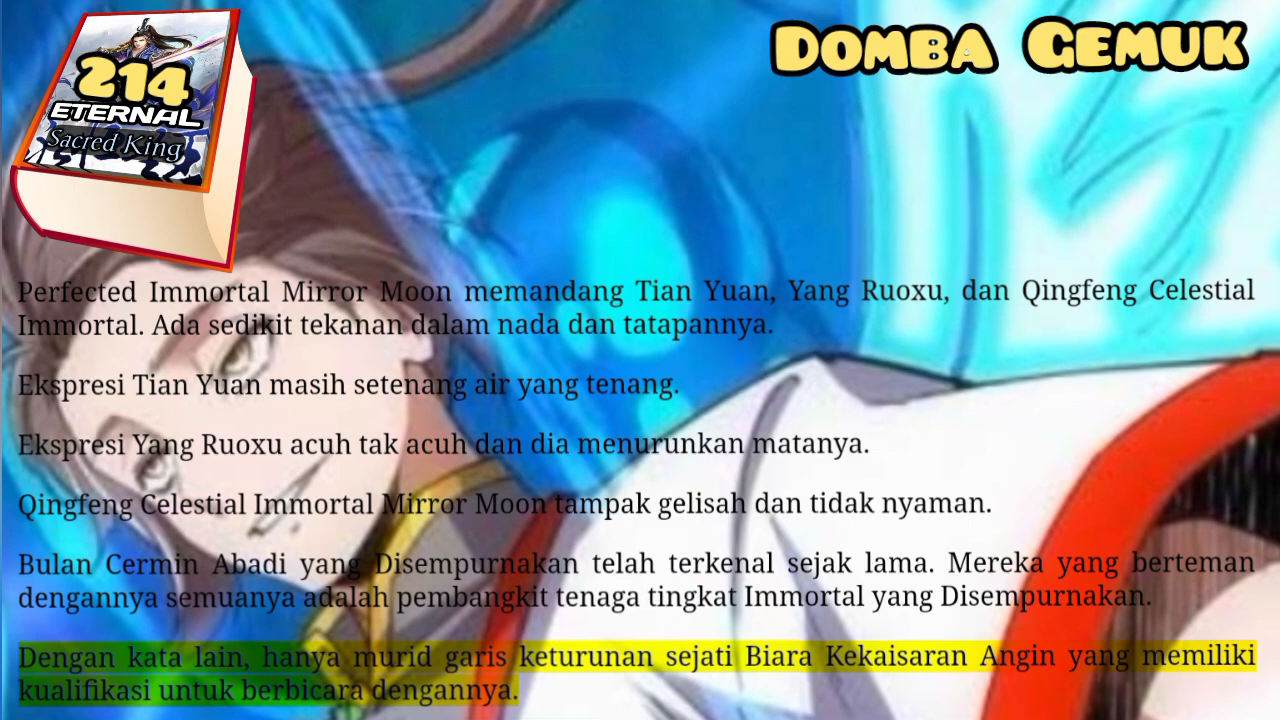 214
ETERNAL
Sacred King
DOMBA GEMUK
Perfected Immortal Mirror Moon memandang Tian Yuan, Yang Ruoxu, dan Qingfeng Celestial
Immortal. Ada sedikit tekanan dalam nada dan tatapannya.
Ekspresi Tian Yuan masih setenang air yang tenang.
Ekspresi Yang Ruoxu acuh tak acuh dan dia menurunkan matanya.
Qingfeng Celestial Immortal Mirror Moon tampak gelisah dan tidak nyaman.
Bulan Cermin Abadi yang Disempurnakan telah terkenal sejak lama. Mereka yang berteman
dengannya semuanya adalah pembangkit tenaga tingkat Immortal yang Disempurnakan.
Dengan kata lain, hanya murid garis keturunan sejati Biara Kekaisaran Angin yang memiliki
kualifikasi untuk berbicara dengannya.